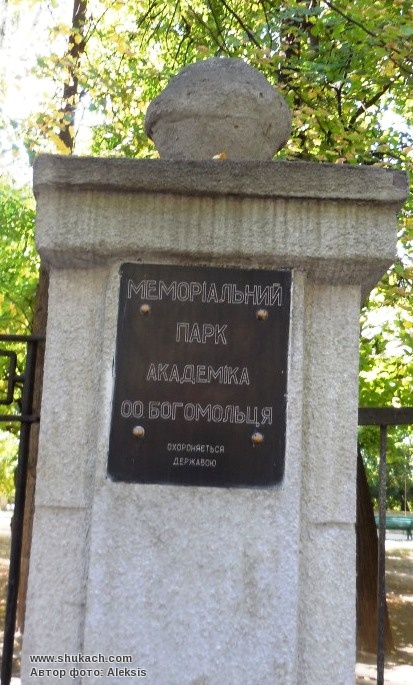 МЕМОРІАЛЬНИЙ
ПАРК
АКАДЕМІКА
ОО БОГОМОЛЬЦЯ
ОХОРОНЯЄТЬСЯ
ДЕРЖАВОЮ
www.shukach.com
Автор фото: Aleksis